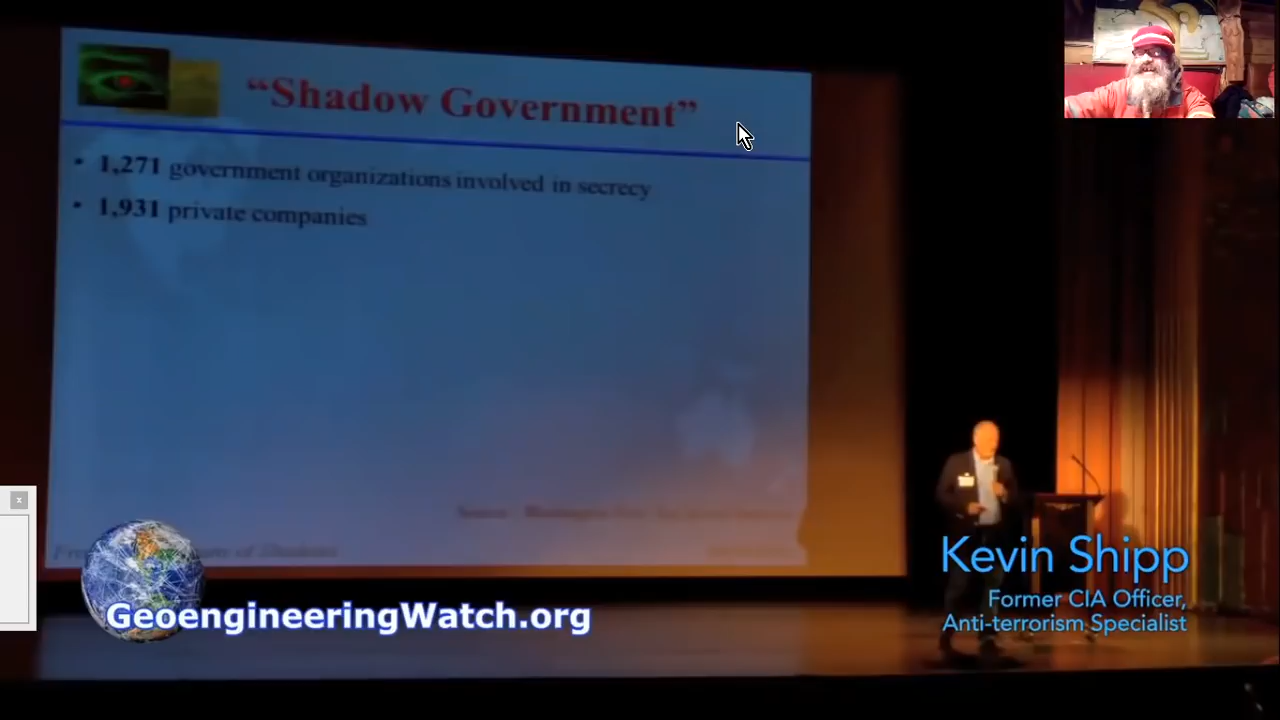 “Shadow Government”
• 1,271 government organizations involved in secrecy
• 1,931 private companies
x
GeoengineeringWatch.org
Kevin Shipp
Former CIA Officer,
Anti-terrorism Specialist